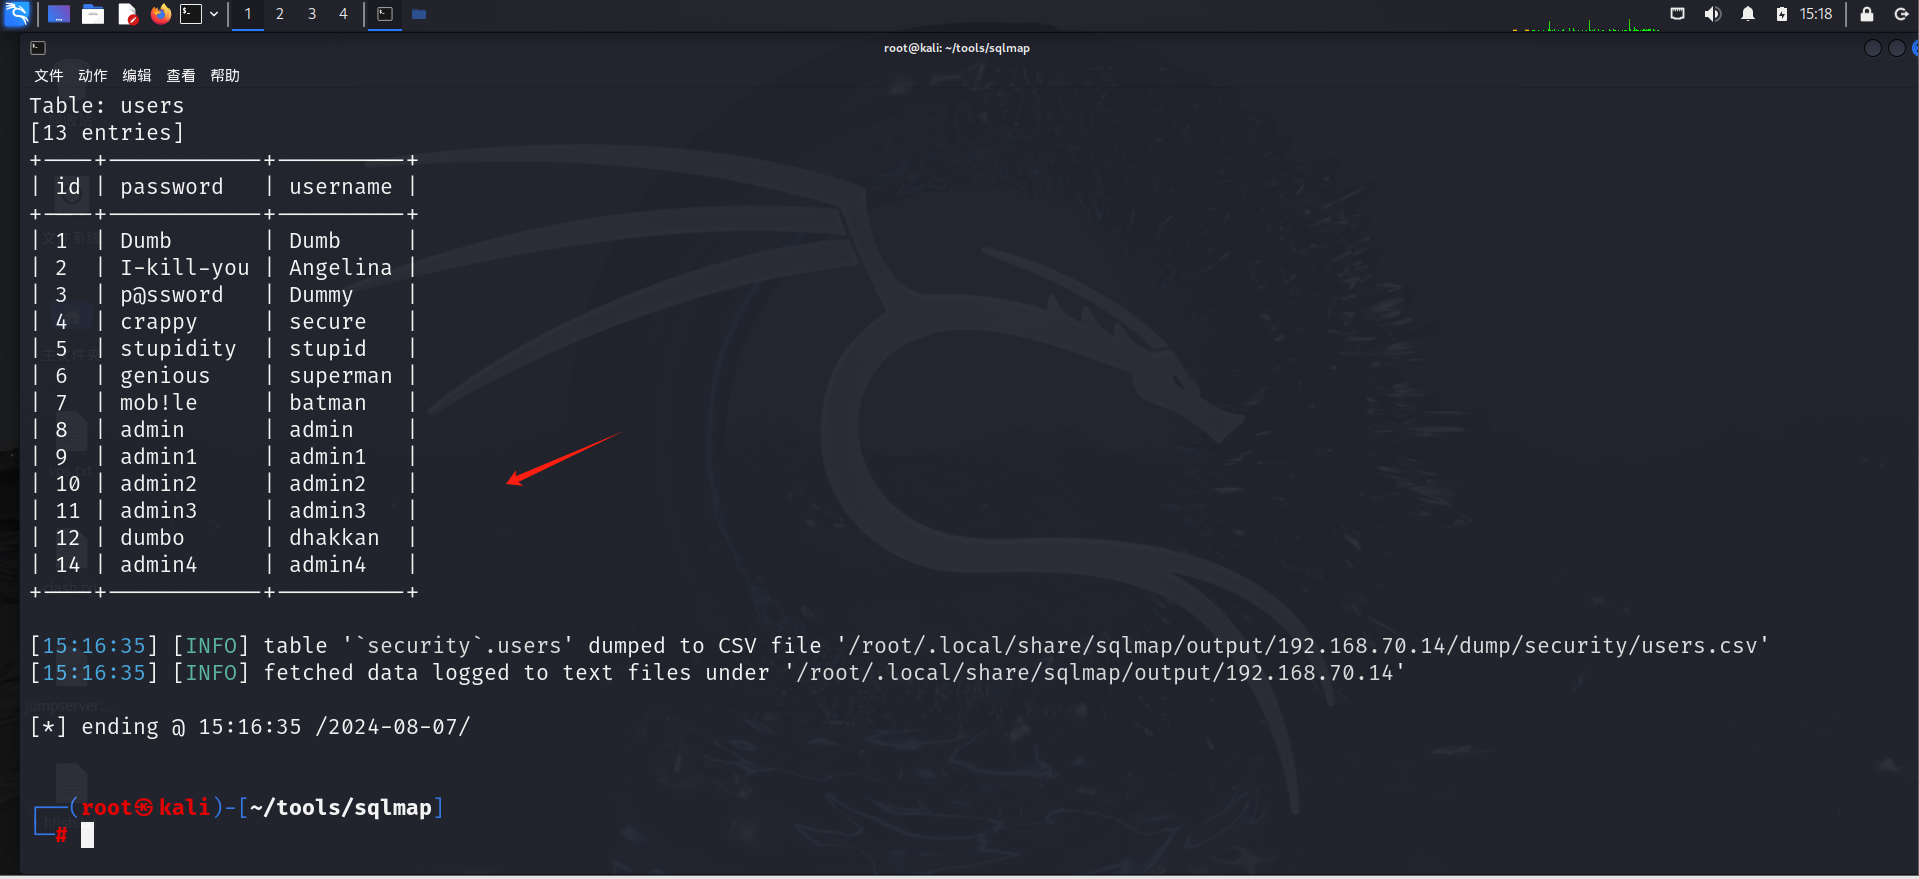 1 2 3 4 15:18
root@kali: ~/tools/sqlmap
文件 动作 编辑 查看 帮助
Table: users
[13 entries]
+----+------------+----------+
| id | password | username |
+----+------------+----------+
| 1 | Dumb | Dumb |
| 2 | I-kill-you | Angelina |
| 3 | p@ssword | Dummy |
| 4 | crappy | secure |
| 5 | stupidity | stupid |
| 6 | genious | superman |
| 7 | mob!le | batman |
| 8 | admin | admin |
| 9 | admin1 | admin1 |
| 10 | admin2 | admin2 |
| 11 | admin3 | admin3 |
| 12 | dumbo | dhakkan |
| 14 | admin4 | admin4 |
+----+------------+----------+
[15:16:35] [INFO] table '`security`.users' dumped to CSV file '/root/.local/share/sqlmap/output/192.168.70.14/dump/security/users.csv'
[15:16:35] [INFO] fetched data logged to text files under '/root/.local/share/sqlmap/output/192.168.70.14'
jumpserver...
[*] ending @ 15:16:35 /2024-08-07/
┌──(root㉿kali)-[~/tools/sqlmap]
└─#